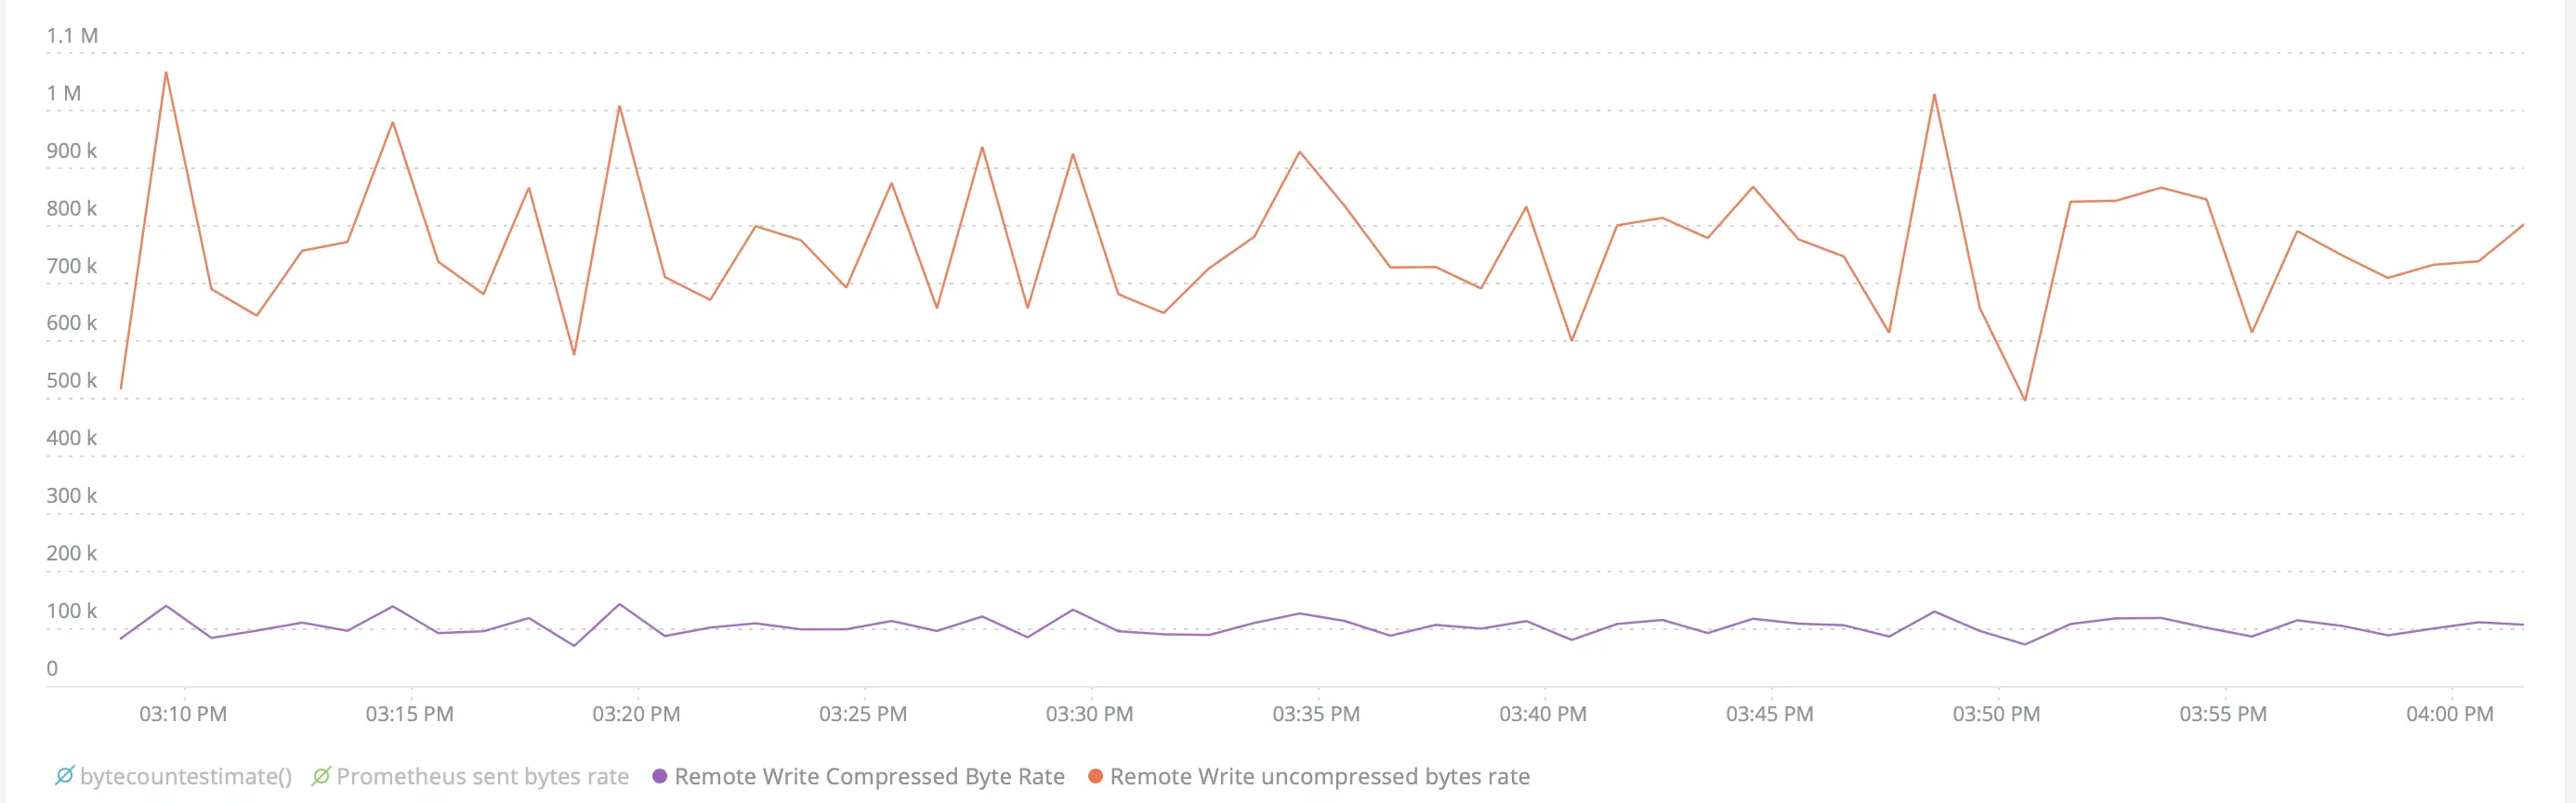 1.1 M
1 M
900 k
800 k
700 k
600 k
500 k
400 k
300 k
200 k
100 k
0
03:10 PM 03:15 PM 03:20 PM 03:25 PM 03:30 PM 03:35 PM 03:40 PM 03:45 PM 03:50 PM 03:55 PM 04:00 PM
bytecountestimate() Prometheus sent bytes rate Remote Write Compressed Byte Rate Remote Write uncompressed bytes rate